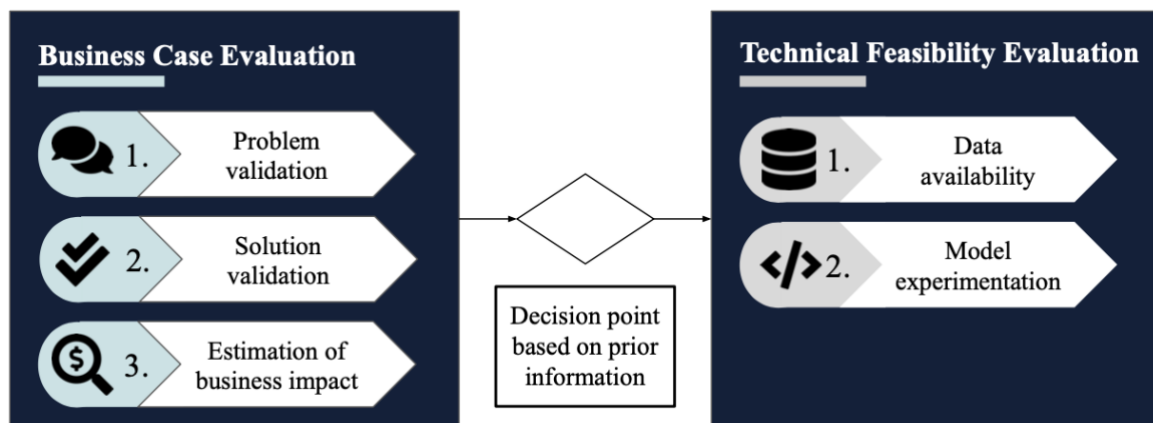 Business Case Evaluation
1.
Problem
validation
2.
Solution
validation
3.
Estimation of
business impact
Decision point
based on prior
information
Technical Feasibility Evaluation
1.
Data
availability
2.
Model
experimentation